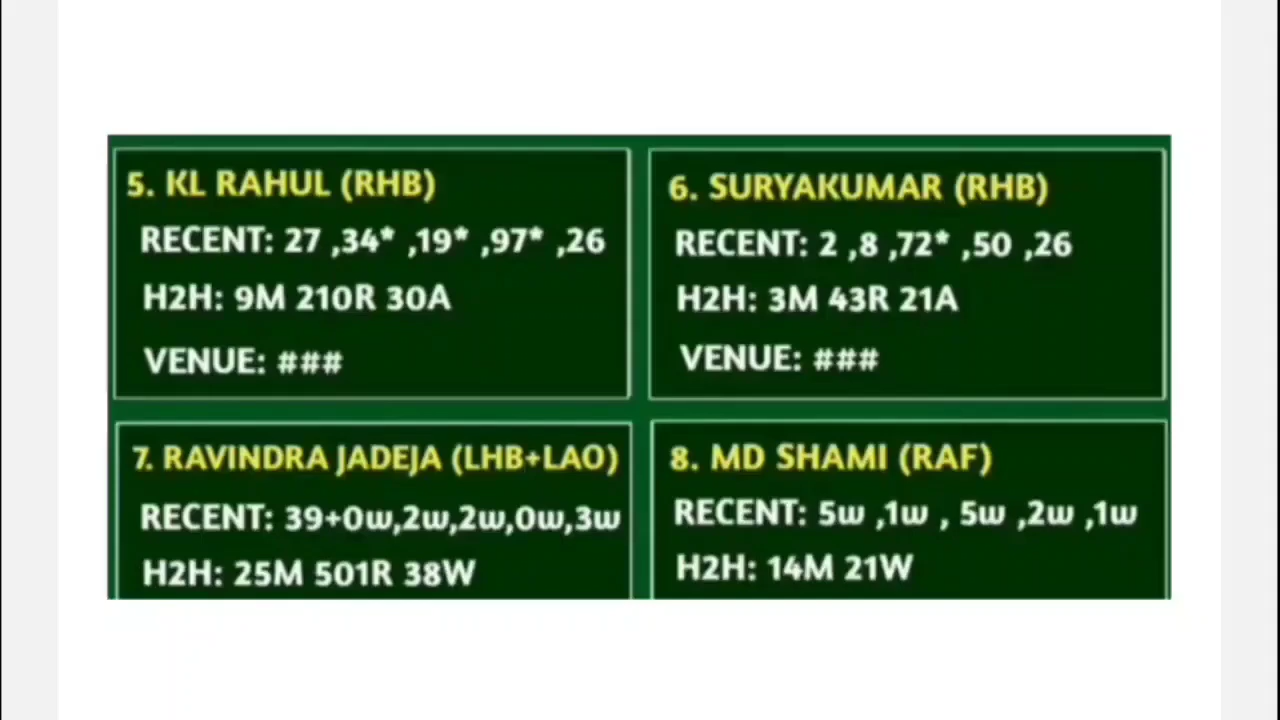 5. KL RAHUL (RHB)
RECENT: 27 ,34* ,19* ,97* ,26
H2H: 9M 210R 30A
VENUE: ###
6. SURYAKUMAR (RHB)
RECENT: 2 ,8 ,72* ,50 ,26
H2H: 3M 43R 21A
VENUE: ###
7. RAVINDRA JADEJA (LHB+LAO)
RECENT: 39+0w,2w,2w,0w,3w
H2H: 25M 501R 38W
8. MD SHAMI (RAF)
RECENT: 5w ,1w , 5w ,2w ,1w
H2H: 14M 21W